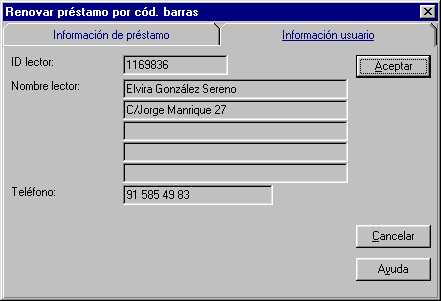 Renovar préstamo por cód. barras
Información de préstamo Información usuario
ID lector: 1169836 Aceptar
Nombre lector: Elvira González Sereno
C/Jorge Manrique 27
Teléfono: 91 585 49 83
Cancelar
Ayuda